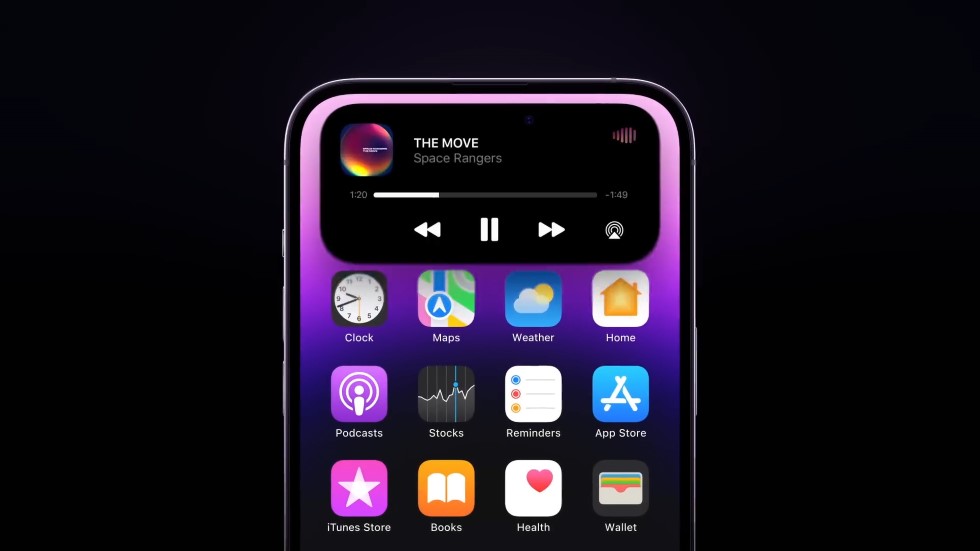 THE MOVE
Space Rangers
1:20
-1:49
Clock
Maps
Weather
Home
Podcasts
Stocks
Reminders
App Store
iTunes Store
Books
Health
Wallet